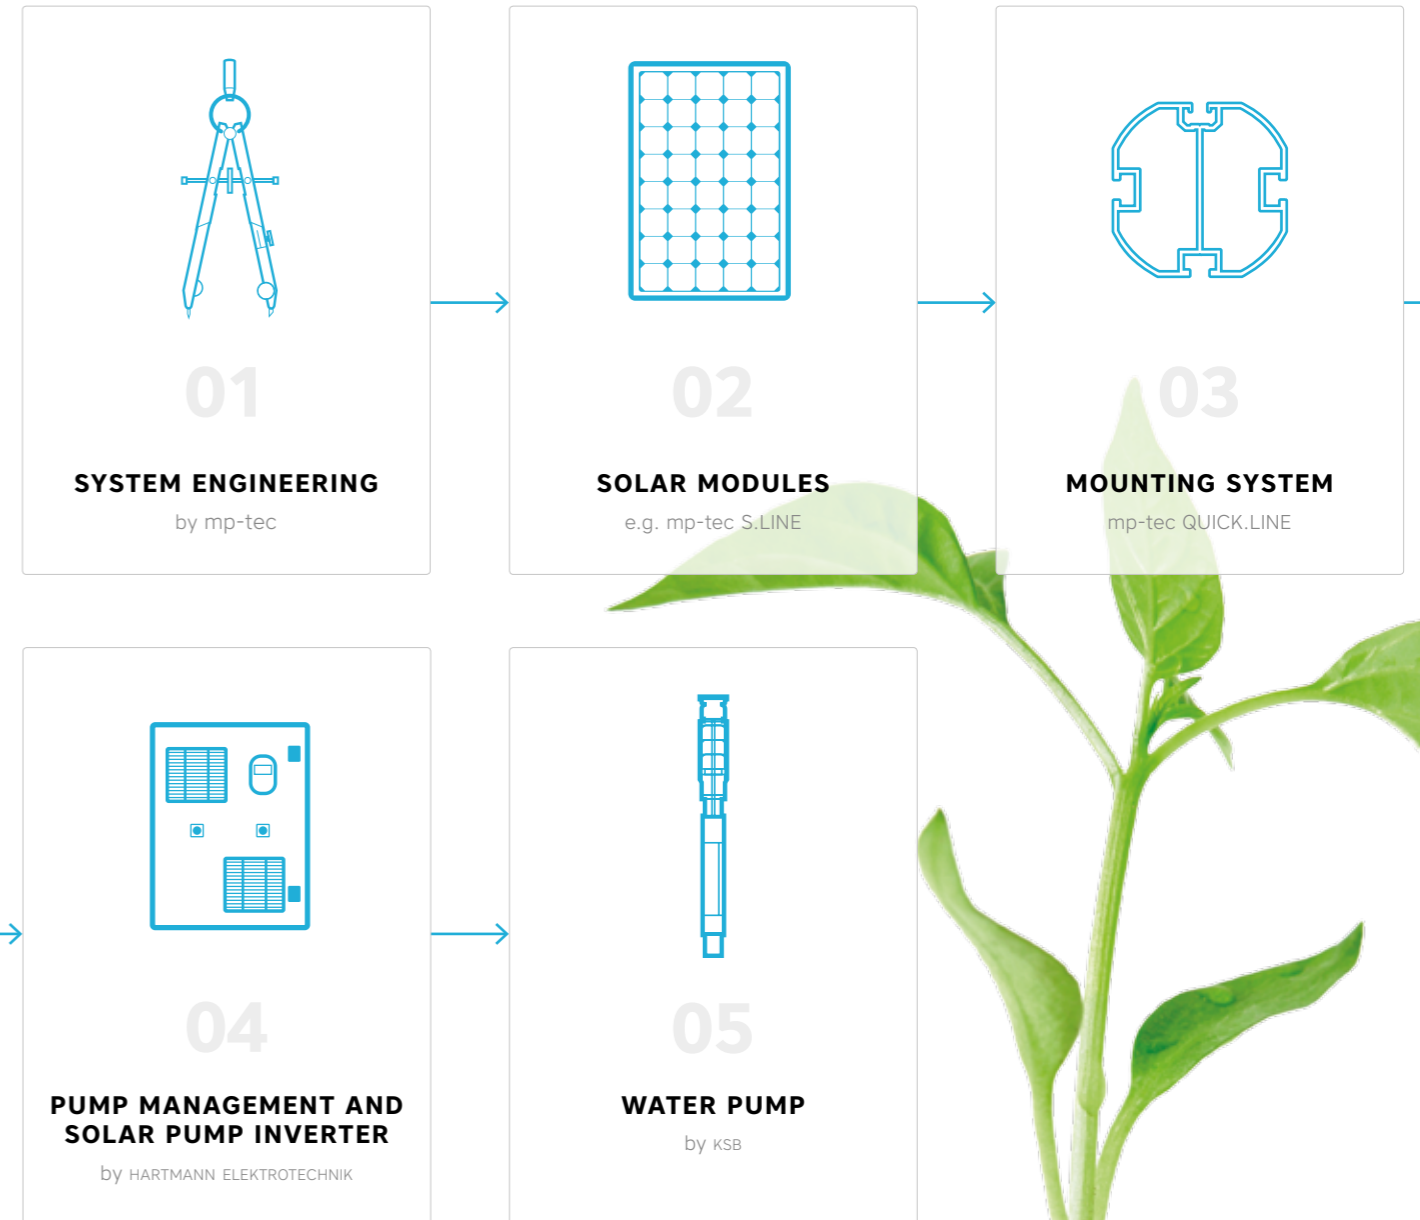 01
SYSTEM ENGINEERING
by mp-tec
02
SOLAR MODULES
e.g. mp-tec S.LINE
03
MOUNTING SYSTEM
mp-tec QUICK.LINE
04
PUMP MANAGEMENT AND
SOLAR PUMP INVERTER
by HARTMANN ELEKTROTECHNIK
05
WATER PUMP
by KSB